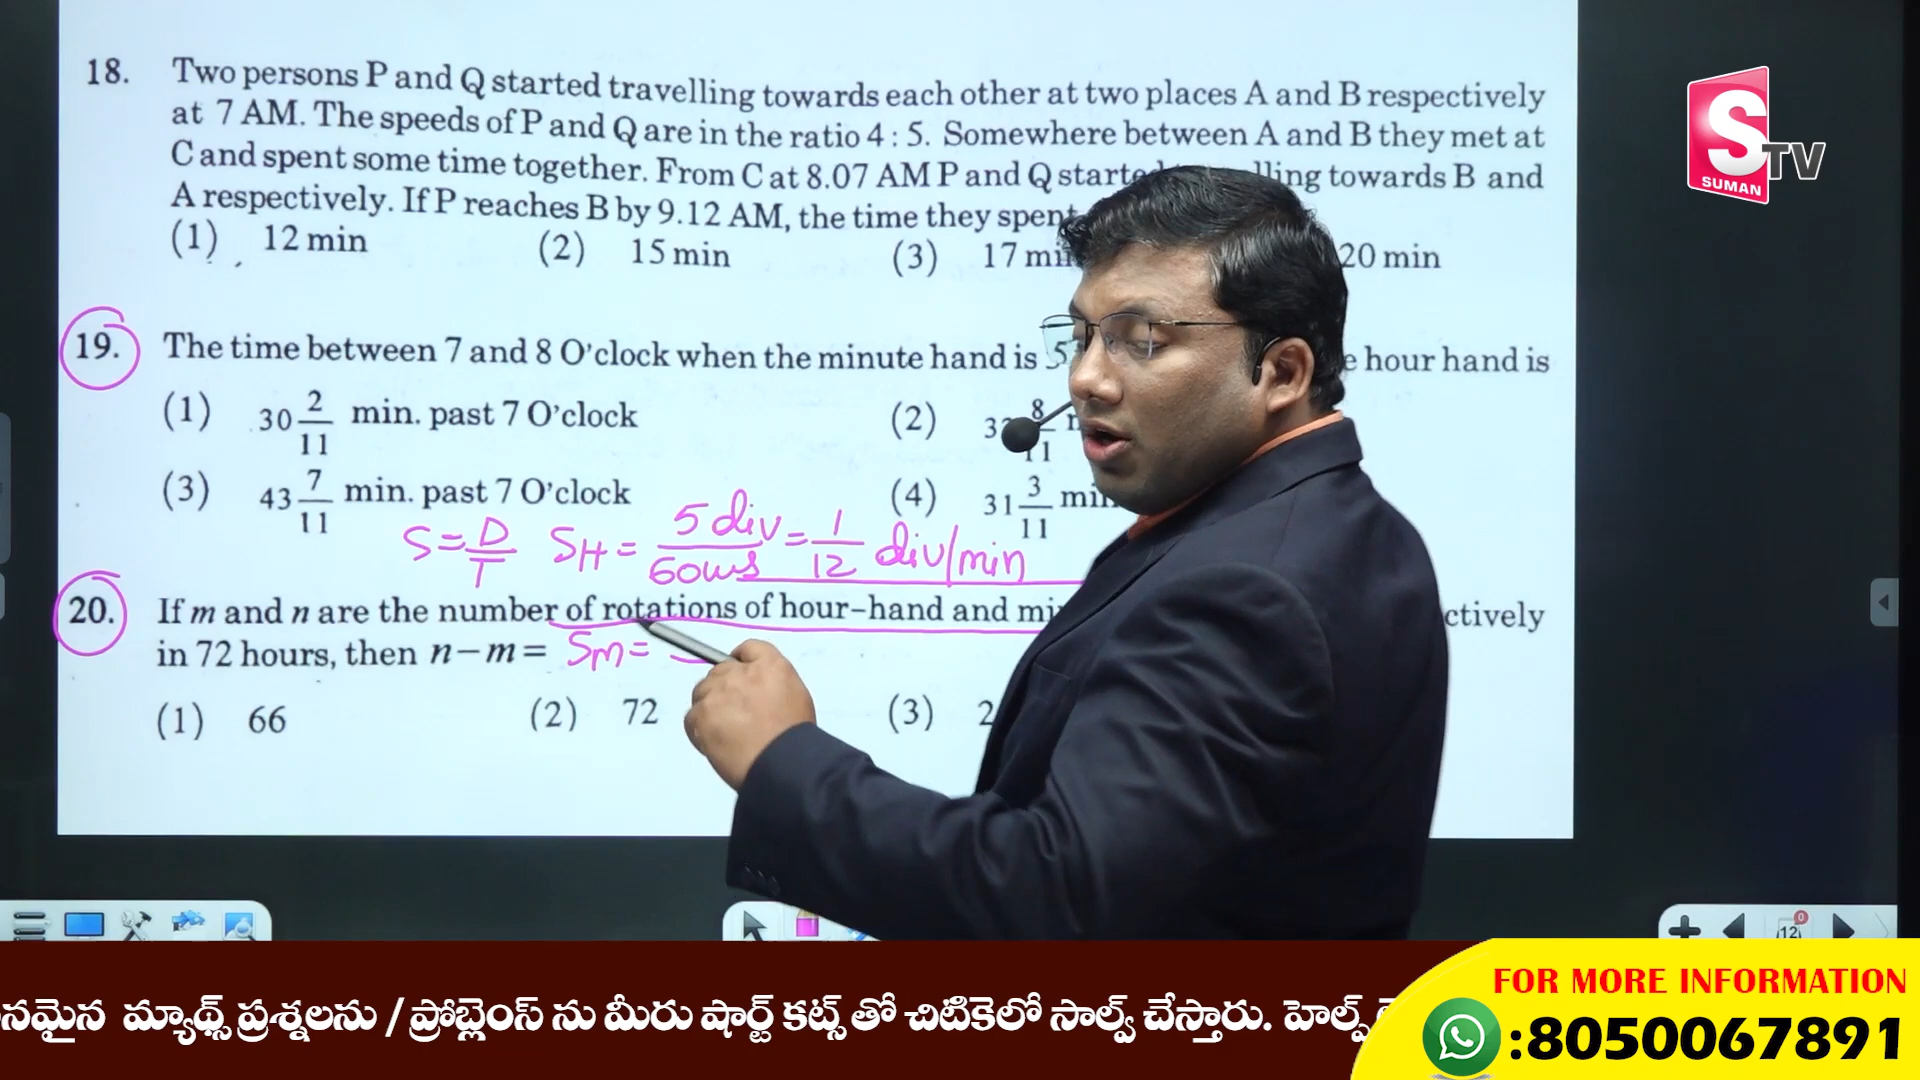 18. Two persons P and Q started travelling towards each other at two places A and B respectively
at 7 AM. The speeds of P and Q are in the ratio 4 : 5. Somewhere between A and B they met at
C and spent some time together. From C at 8.07 AM P and Q started lling towards B and
A respectively. If P reaches B by 9.12 AM, the time they spent
(1) 12 min (2) 15 min (3) 17 min 20 min
19. The time between 7 and 8 O'clock when the minute hand is 5 e hour hand is
(1) 30 2/11 min. past 7 O'clock (2) 8/11
(3) 43 7/11 min. past 7 O'clock (4) 31 3/11 min
S = D/T SH = 5 div/60 = 1/12 div/min
20. If m and n are the number of rotations of hour-hand and mi ctively
in 72 hours, then n - m = Sm =
(1) 66 (2) 72 (3) 2
S
TV
SUMAN
నమైన మ్యాథ్స్ ప్రశ్నలను / ప్రోబ్లెంస్ ను మీరు షార్ట్ కట్స్ తో చిటికెలో సాల్వ్ చేస్తారు. హెల్ప్
FOR MORE INFORMATION
:8050067891